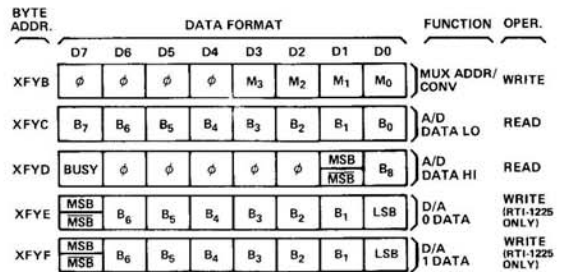 BYTE ADDR. DATA FORMAT FUNCTION OPER.
D7 D6 D5 D4 D3 D2 D1 D0
XFYB φ φ φ φ M3 M2 M1 M0 MUX ADDR/ CONV WRITE
XFYC B7 B6 B5 B4 B3 B2 B1 B0 A/D DATA LO READ
XFYD BUSY φ φ φ φ φ MSB MSB B8 A/D DATA HI READ
XFYE MSB MSB B6 B5 B4 B3 B2 B1 LSB D/A 0 DATA WRITE (RTI-1225 ONLY)
XFYF MSB MSB B6 B5 B4 B3 B2 B1 LSB D/A 1 DATA WRITE (RTI-1225 ONLY)